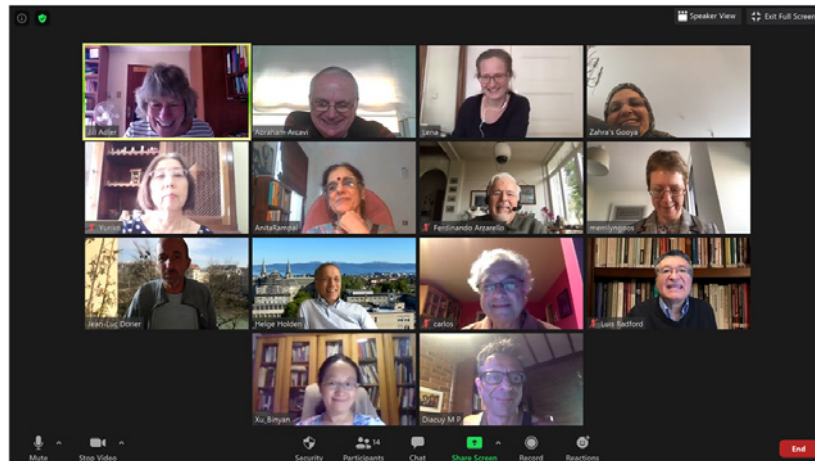 Speaker View
Exit Full Screen
Jill Adler
Abraham Arcavi
Lena
Zahra's Gooya
Yuriko
AnitaRampal
Ferdinando Arzarello
merrilyngoos
Jean-Luc Dorier
Helge Holden
carlos
Luis Radford
Xu_Binyan
Diacuy M P
Mute
Stop Video
Security
14
Participants
Chat
Share Screen
Record
Reactions
End